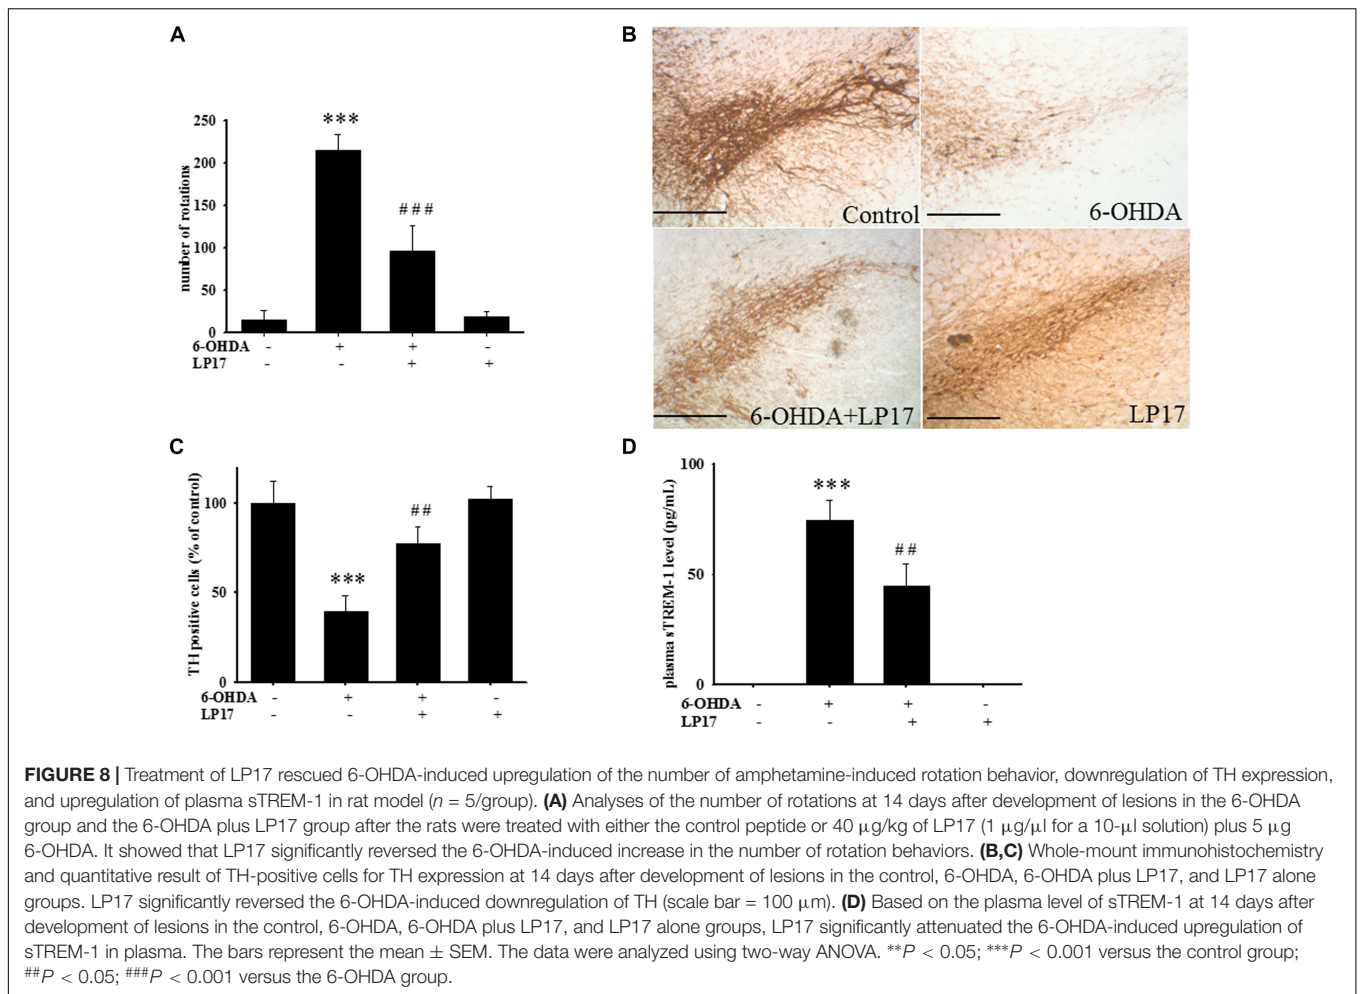 A
250
200
150
100
50
0
number of rotations
***
###
6-OHDA - + + -
LP17 - - + +
B
Control
6-OHDA
6-OHDA+LP17
LP17
C
TH positive cells (% of control)
100
50
0
***
##
6-OHDA - + + -
LP17 - - + +
D
plasma sTREM-1 level (pg/mL)
100
50
0
***
##
6-OHDA - + + -
LP17 - - + +
FIGURE 8 | Treatment of LP17 rescued 6-OHDA-induced upregulation of the number of amphetamine-induced rotation behavior, downregulation of TH expression,
and upregulation of plasma sTREM-1 in rat model (n = 5/group). (A) Analyses of the number of rotations at 14 days after development of lesions in the 6-OHDA
group and the 6-OHDA plus LP17 group after the rats were treated with either the control peptide or 40 μg/kg of LP17 (1 μg/μl for a 10-μl solution) plus 5 μg
6-OHDA. It showed that LP17 significantly reversed the 6-OHDA-induced increase in the number of rotation behaviors. (B,C) Whole-mount immunohistochemistry
and quantitative result of TH-positive cells for TH expression at 14 days after development of lesions in the control, 6-OHDA, 6-OHDA plus LP17, and LP17 alone
groups. LP17 significantly reversed the 6-OHDA-induced downregulation of TH (scale bar = 100 μm). (D) Based on the plasma level of sTREM-1 at 14 days after
development of lesions in the control, 6-OHDA, 6-OHDA plus LP17, and LP17 alone groups, LP17 significantly attenuated the 6-OHDA-induced upregulation of
sTREM-1 in plasma. The bars represent the mean ± SEM. The data were analyzed using two-way ANOVA. **P < 0.05; ***P < 0.001 versus the control group;
##P < 0.05; ###P < 0.001 versus the 6-OHDA group.